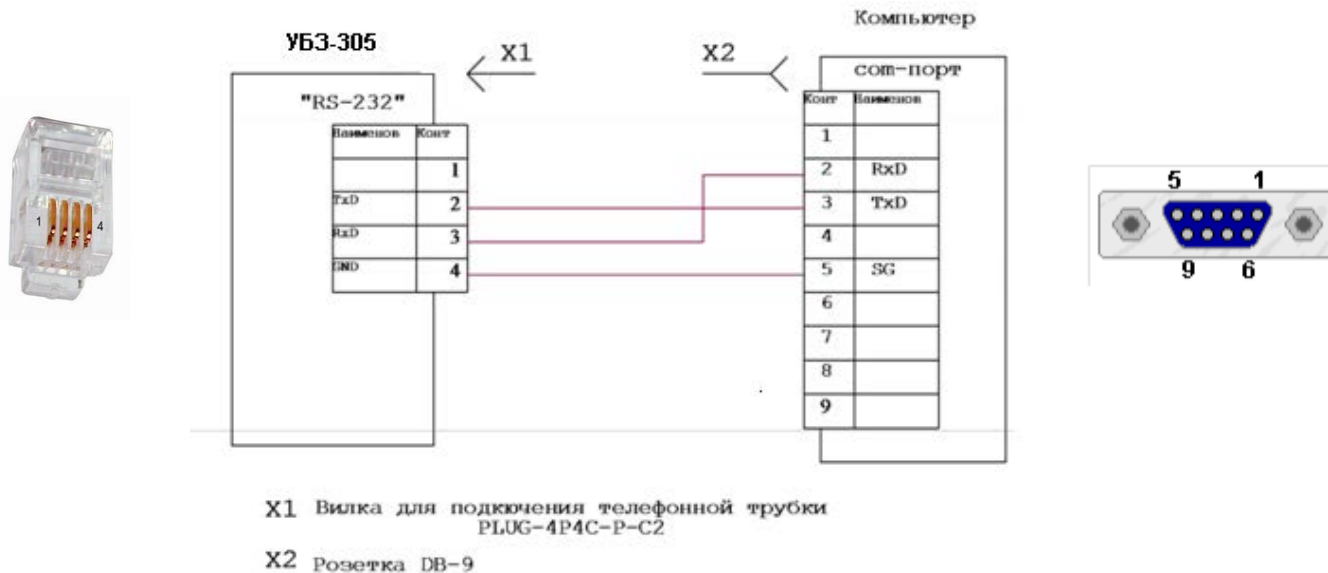 УБЗ-305
X1
X2
Компьютер
"RS-232"
com-порт
Наименов Конт
1
TxD 2
RxD 3
GND 4
Конт Наименов
1
2 RxD
3 TxD
4
5 SG
6
7
8
9
1 4
5 1
9 6
X1 Вилка для подкючения телефонной трубки
PLUG-4P4C-P-C2
X2 Розетка DB-9